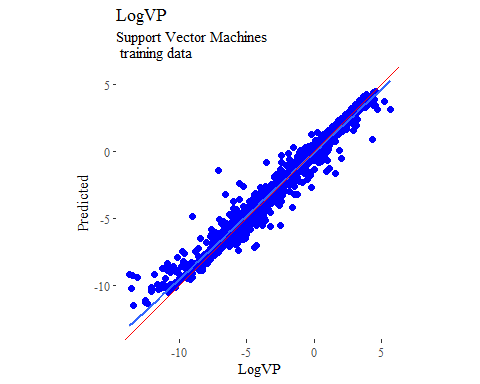 LogVP
Support Vector Machines
training data
5
0
-5
-10
Predicted
-10 -5 0 5
LogVP